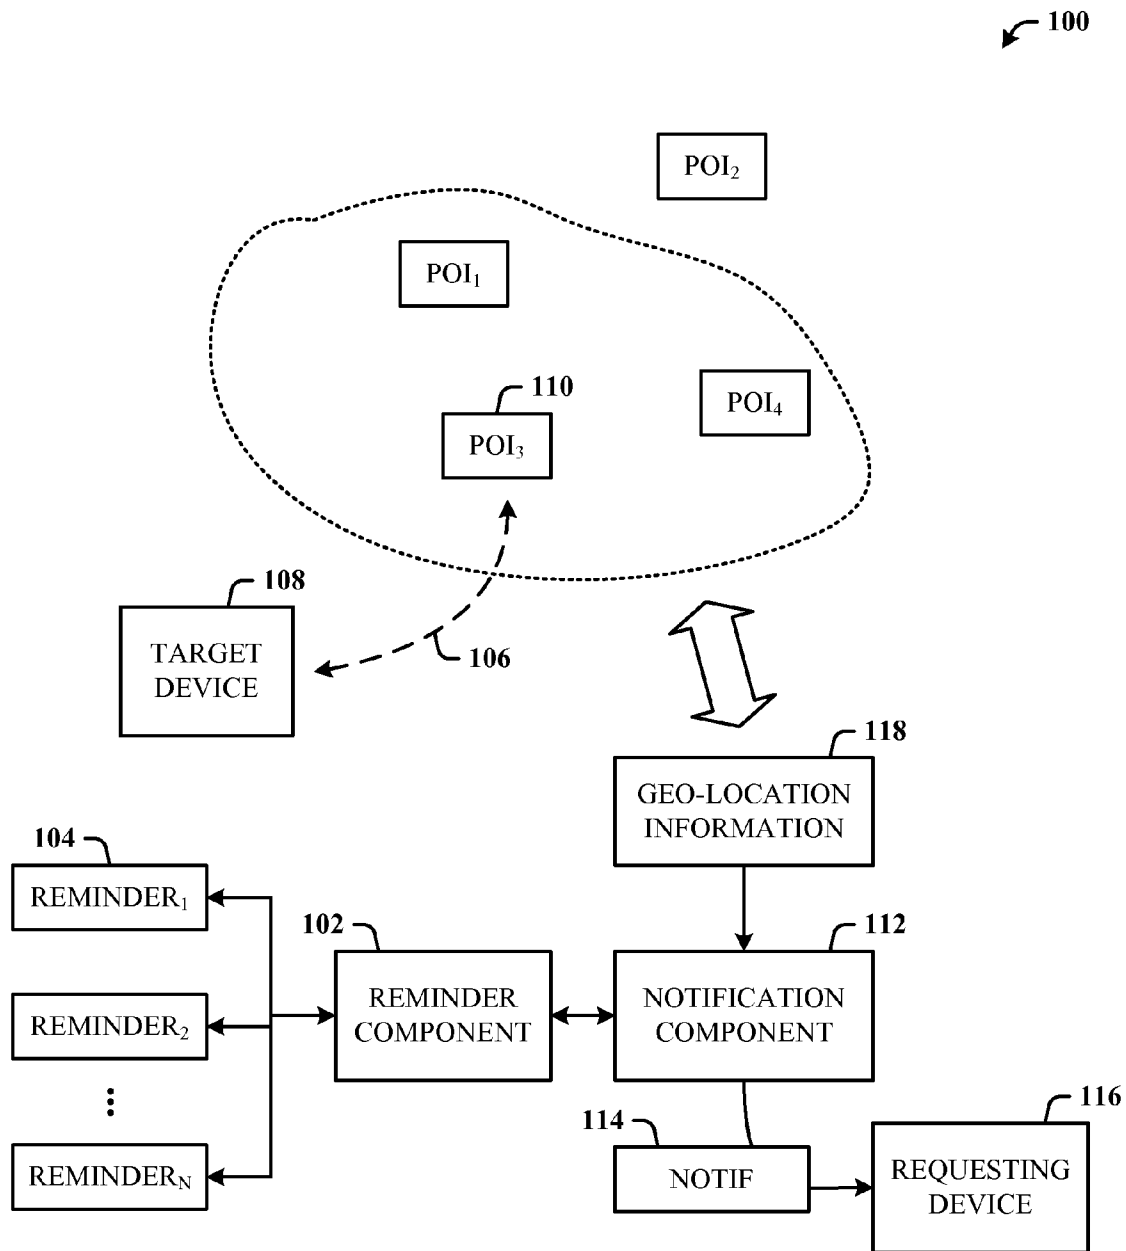 100
POI2
POI1
110
POI4
POI3
108
TARGET
DEVICE
106
118
GEO-LOCATION
INFORMATION
104
REMINDER1
102
112
REMINDER
COMPONENT
NOTIFICATION
COMPONENT
REMINDER2
114
116
REMINDERN
NOTIF
REQUESTING
DEVICE